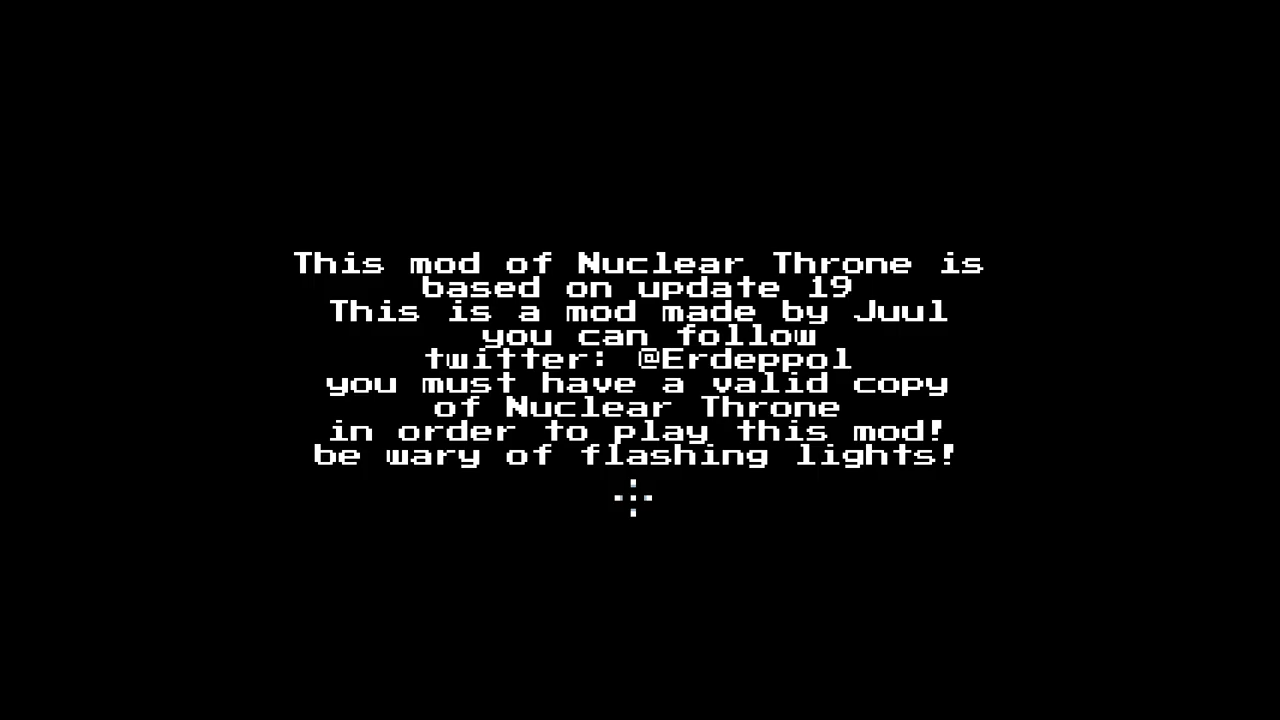 This mod of Nuclear Throne is
based on update 19
This is a mod made by Juul
you can follow
twitter: @Erdeppol
you must have a valid copy
of Nuclear Throne
in order to play this mod!
be wary of flashing lights!